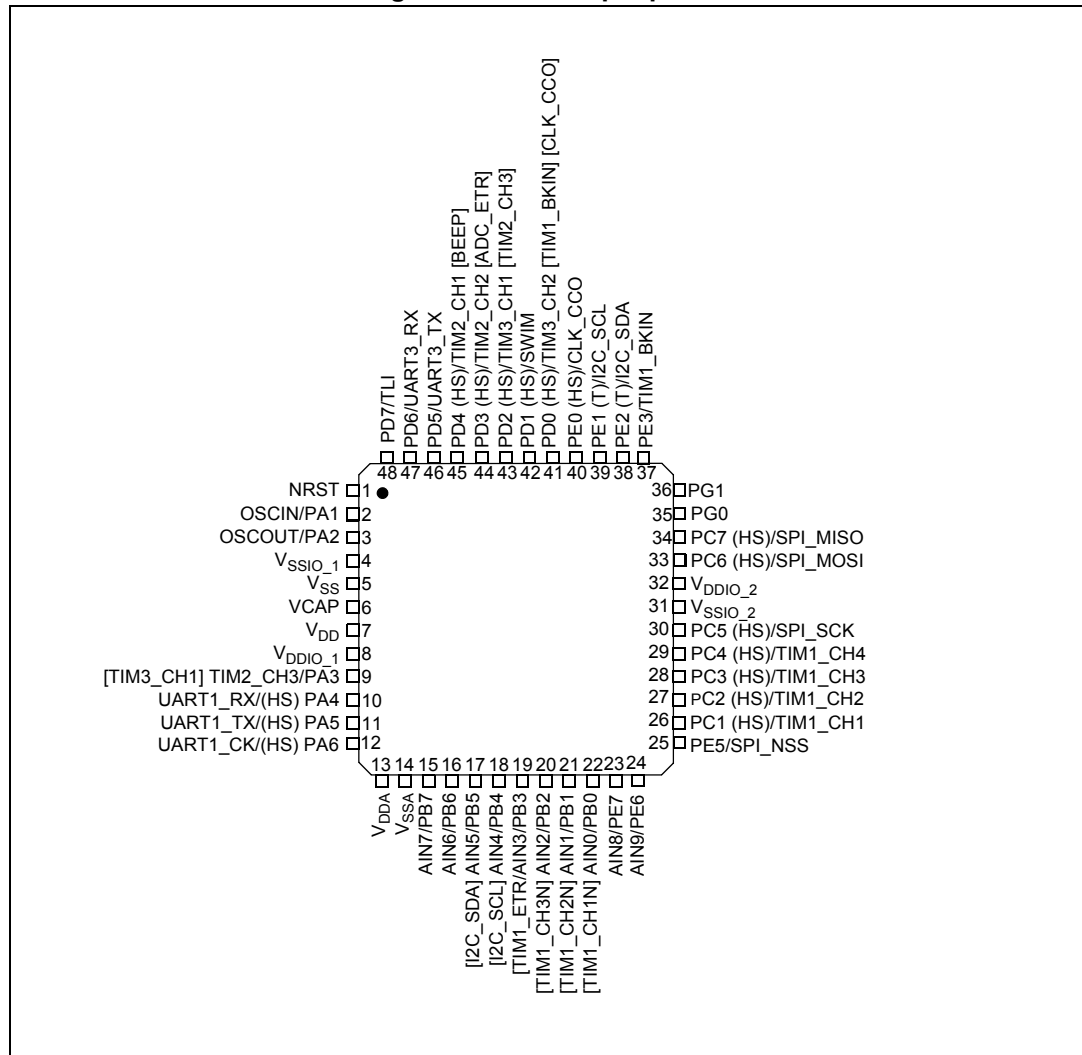 PD7/TLI
PD6/UART3_RX
PD5/UART3_TX
PD4 (HS)/TIM2_CH1 [BEEP]
PD3 (HS)/TIM2_CH2 [ADC_ETR]
PD2 (HS)/TIM3_CH1 [TIM2_CH3]
PD1 (HS)/SWIM
PD0 (HS)/TIM3_CH2 [TIM1_BKIN] [CLK_CCO]
PE0 (HS)/CLK_CCO
PE1 (T)/I2C_SCL
PE2 (T)/I2C_SDA
PE3/TIM1_BKIN
48 47 46 45 44 43 42 41 40 39 38 37
NRST 1
OSCIN/PA1 2
OSCOUT/PA2 3
VSSIO_1 4
VSS 5
VCAP 6
VDD 7
VDDIO_1 8
[TIM3_CH1] TIM2_CH3/PA3 9
UART1_RX/(HS) PA4 10
UART1_TX/(HS) PA5 11
UART1_CK/(HS) PA6 12
36 PG1
35 PG0
34 PC7 (HS)/SPI_MISO
33 PC6 (HS)/SPI_MOSI
32 VDDIO_2
31 VSSIO_2
30 PC5 (HS)/SPI_SCK
29 PC4 (HS)/TIM1_CH4
28 PC3 (HS)/TIM1_CH3
27 PC2 (HS)/TIM1_CH2
26 PC1 (HS)/TIM1_CH1
25 PE5/SPI_NSS
13 14 15 16 17 18 19 20 21 22 23 24
VDDA
VSSA
AIN7/PB7
AIN6/PB6
[I2C_SDA] AIN5/PB5
[I2C_SCL] AIN4/PB4
[TIM1_ETR/AIN3/PB3
[TIM1_CH3N] AIN2/PB2
[TIM1_CH2N] AIN1/PB1
[TIM1_CH1N] AIN0/PB0
AIN8/PE7
AIN9/PE6